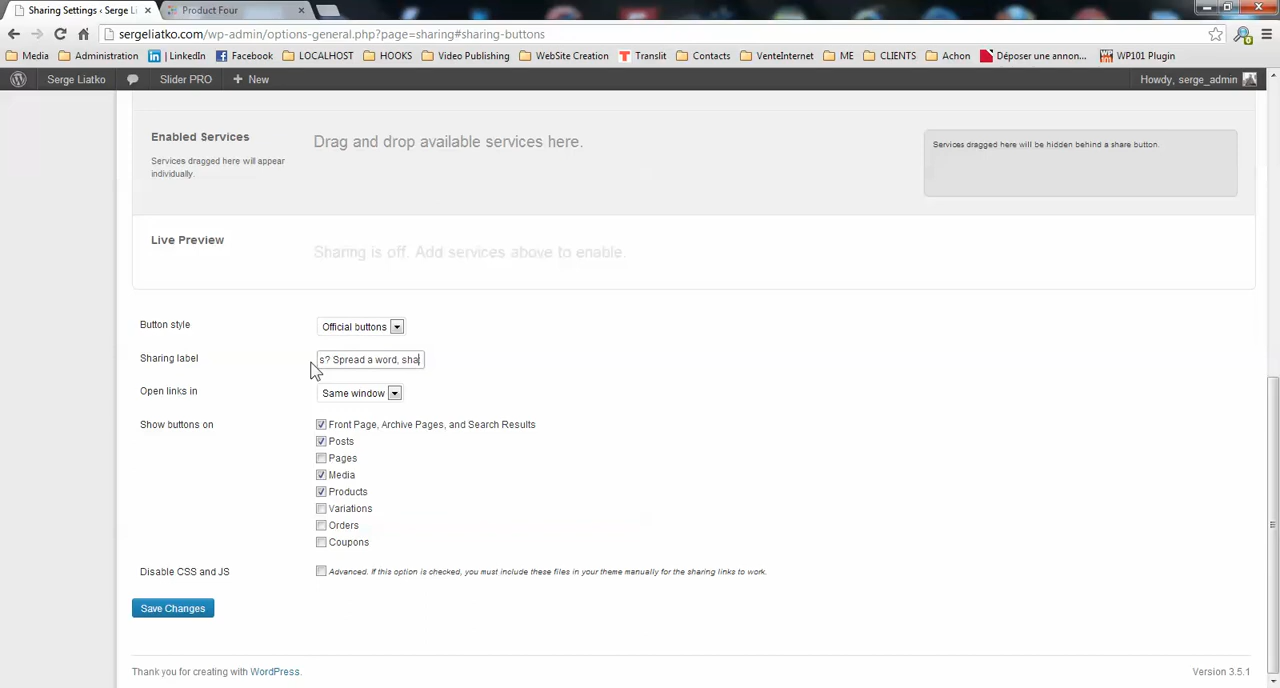 Sharing Settings ‹ Serge Li
Product Four
sergeliatko.com/wp-admin/options-general.php?page=sharing#sharing-buttons
Media Administration LinkedIn Facebook LOCALHOST HOOKS Video Publishing WebSite Creation Translit Contacts VenteInternet ME CLIENTS Achon Déposer une annon... WP101 Plugin
Serge Liatko Slider PRO + New Howdy, serge_admin
Enabled Services
Services dragged here will appear
individually.
Drag and drop available services here.
Services dragged here will be hidden behind a share button.
Live Preview
Sharing is off. Add services above to enable.
Button style Official buttons
Sharing label s? Spread a word, sha
Open links in Same window
Show buttons on Front Page, Archive Pages, and Search Results
Posts
Pages
Media
Products
Variations
Orders
Coupons
Disable CSS and JS Advanced. If this option is checked, you must include these files in your theme manually for the sharing links to work.
Save Changes
Thank you for creating with WordPress. Version 3.5.1